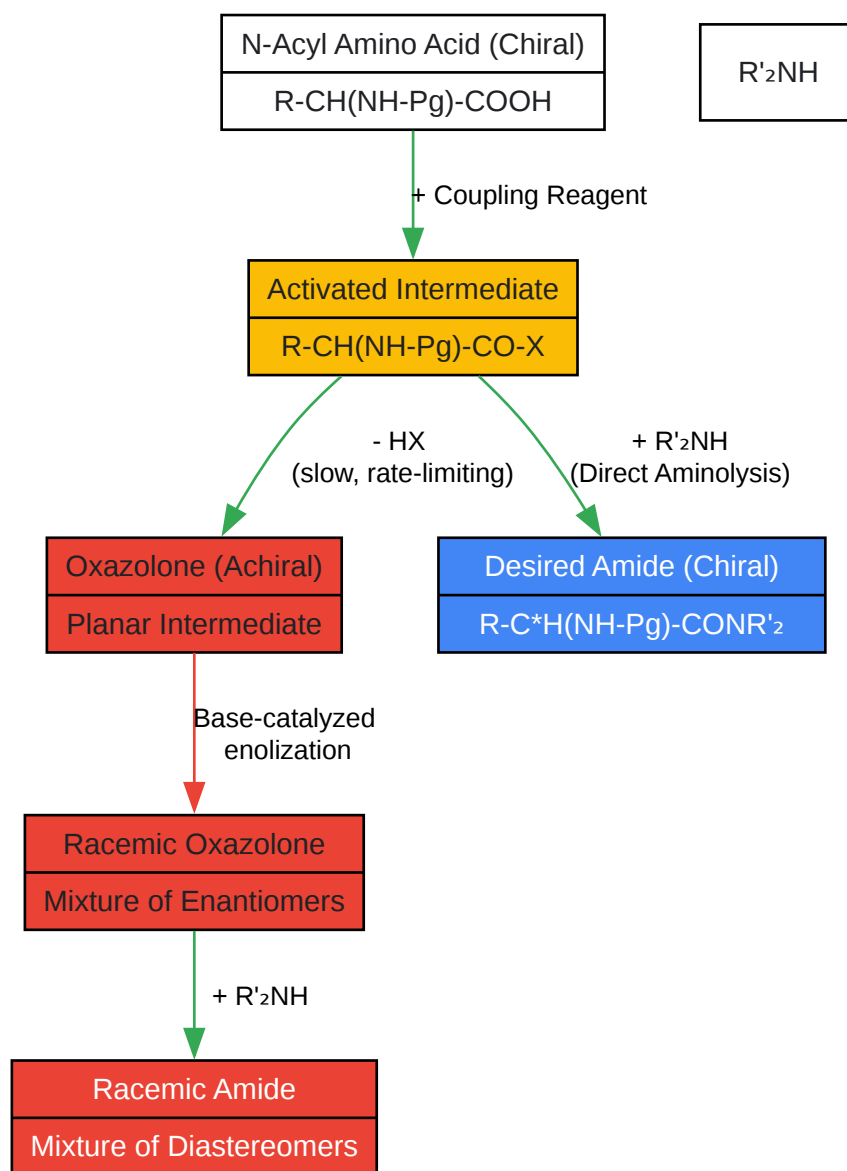 N-Acyl Amino Acid (Chiral)
R-CH(NH-Pg)-COOH
R'₂NH
+ Coupling Reagent
Activated Intermediate
R-CH(NH-Pg)-CO-X
- HX
(slow, rate-limiting)
+ R'₂NH
(Direct Aminolysis)
Oxazolone (Achiral)
Planar Intermediate
Desired Amide (Chiral)
R-C*H(NH-Pg)-CONR'₂
Base-catalyzed
enolization
Racemic Oxazolone
Mixture of Enantiomers
+ R'₂NH
Racemic Amide
Mixture of Diastereomers